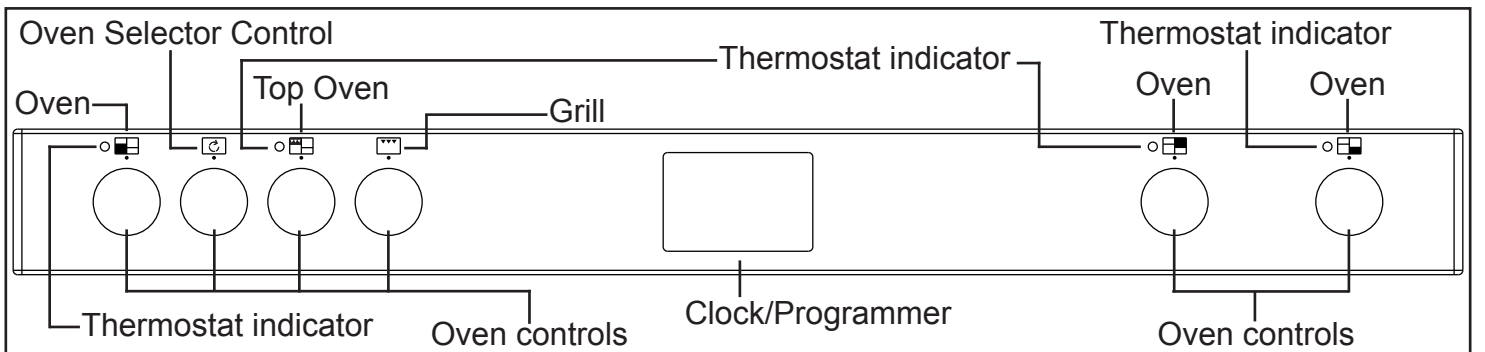 Oven Selector Control
Thermostat indicator
Thermostat indicator
Oven
Top Oven
Grill
Oven
Oven
Thermostat indicator
Oven controls
Clock/Programmer
Oven controls